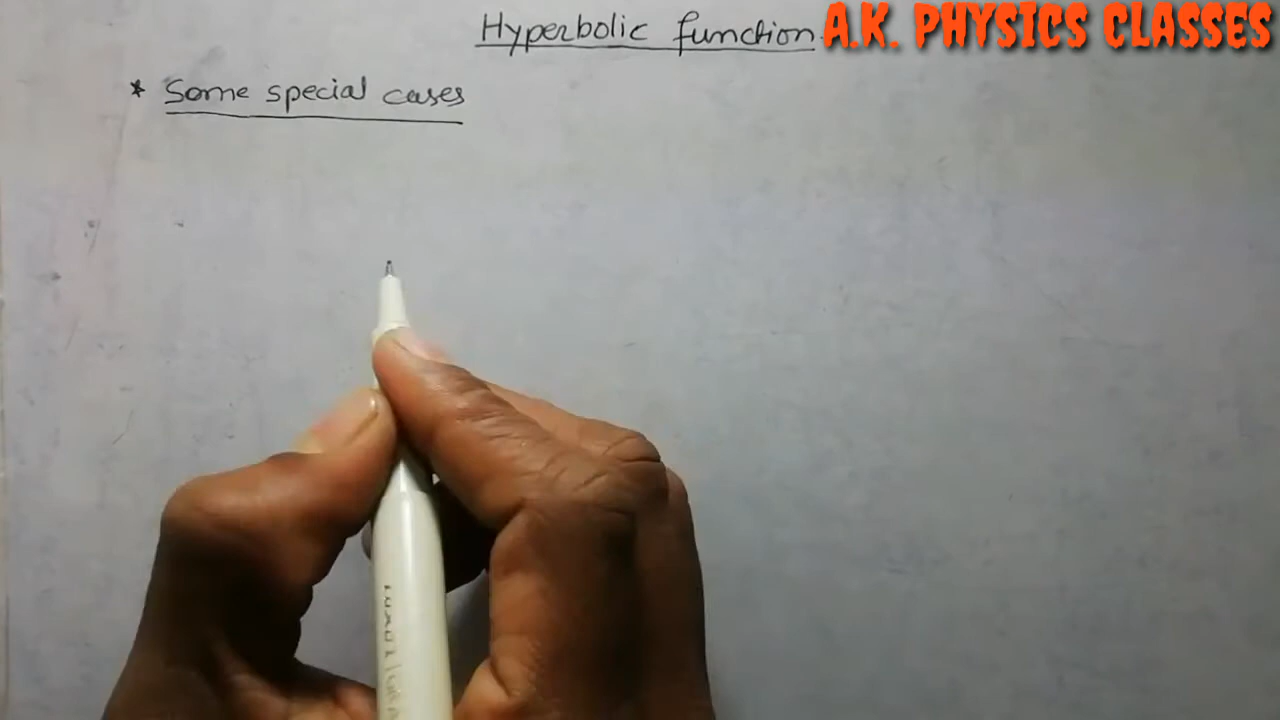 Hyperbolic function A.K. PHYSICS CLASSES
* Some special cases